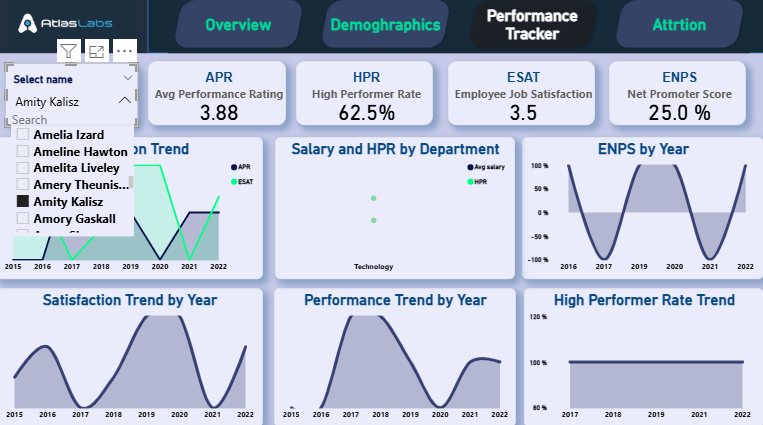 AtlasLabs
Overview
Demoghraphics
Performance
Tracker
Attrtion
Select name
Amity Kalisz
Search
Amelia Izard
Ameline Hawton
Amelita Liveley
Amery Theunis...
Amity Kalisz
Amory Gaskall
APR
Avg Performance Rating
3.88
HPR
High Performer Rate
62.5%
ESAT
Employee Job Satisfaction
3.5
ENPS
Net Promoter Score
25.0 %
on Trend
APR
ESAT
2015 2016 2017 2018 2019 2020 2021 2022
Salary and HPR by Department
Avg salary
HPR
Technology
ENPS by Year
100 %
50 %
0 %
-50 %
-100 %
2016 2017 2019 2020 2021 2022
Satisfaction Trend by Year
2015 2016 2017 2018 2019 2020 2021 2022
Performance Trend by Year
2015 2016 2017 2018 2019 2020 2021 2022
High Performer Rate Trend
120 %
100 %
80 %
2017 2018 2019 2021 2022